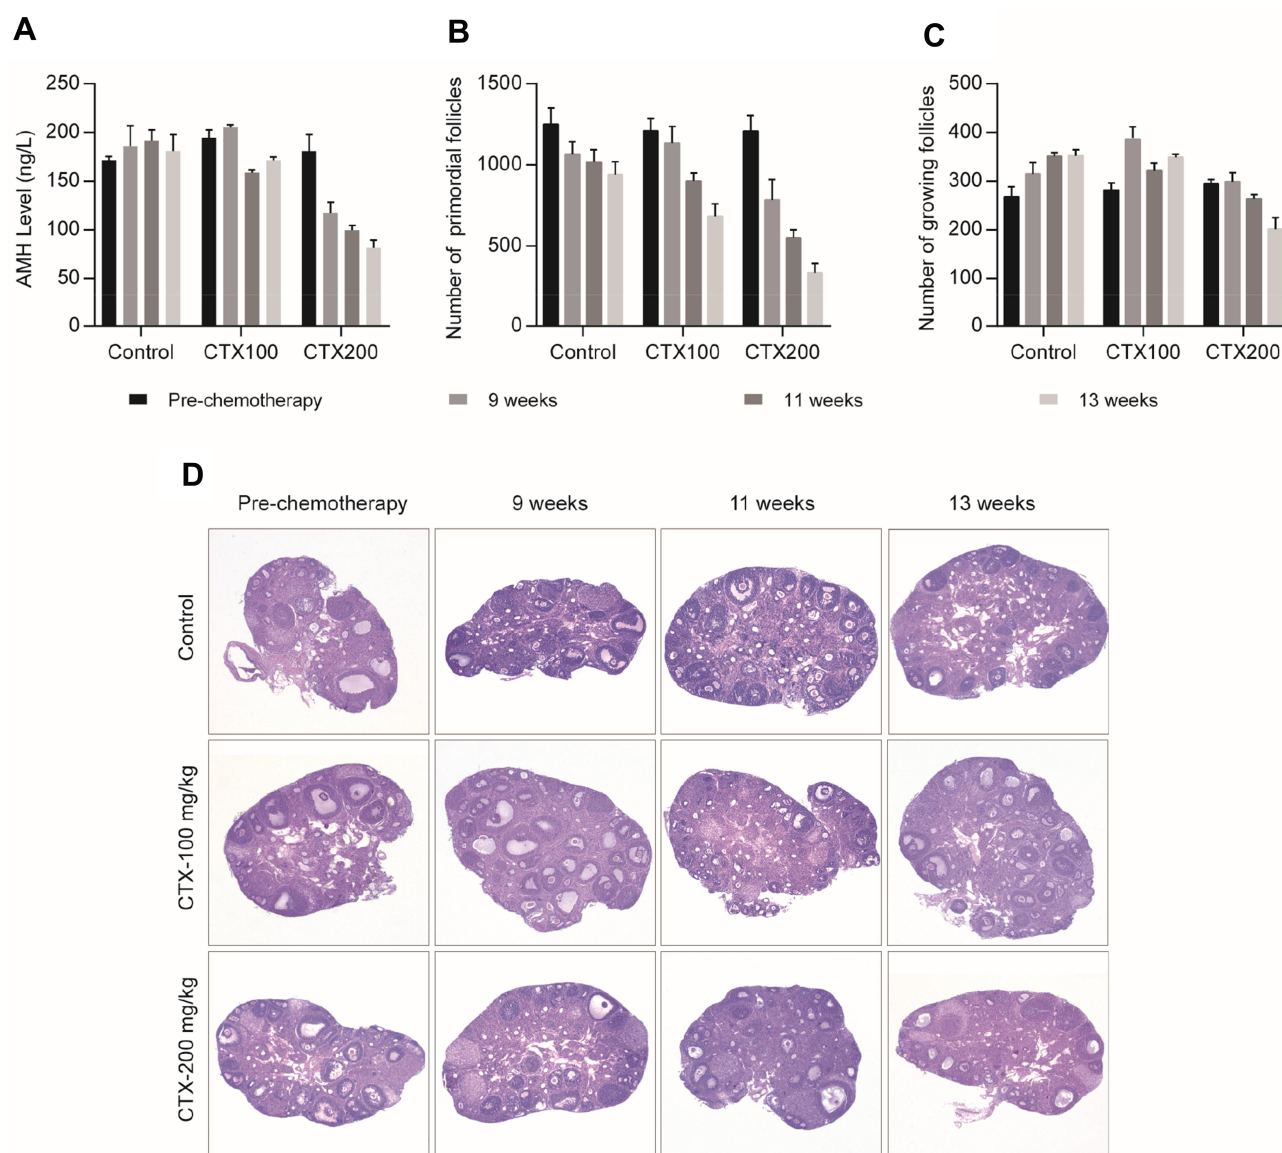 A
B
C
AMH Level (ng/L)
250
200
150
100
50
0
Control
CTX100
CTX200
Number of primordial follicles
1500
1000
500
0
Control
CTX100
CTX200
Number of growing follicles
500
400
300
200
100
0
Control
CTX100
CTX200
Pre-chemotherapy
9 weeks
11 weeks
13 weeks
D
Pre-chemotherapy
9 weeks
11 weeks
13 weeks
Control
CTX-100 mg/kg
CTX-200 mg/kg